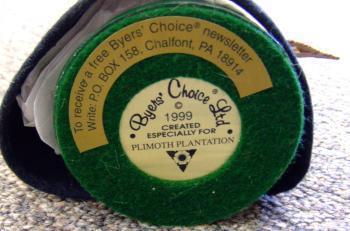 To receive a free Byers' Choice® newsletter
Write: P.O. BOX 158, Chalfont, PA 18914
Byers' Choice Ltd
©
1999
CREATED
ESPECIALLY FOR
PLIMOTH PLANTATION